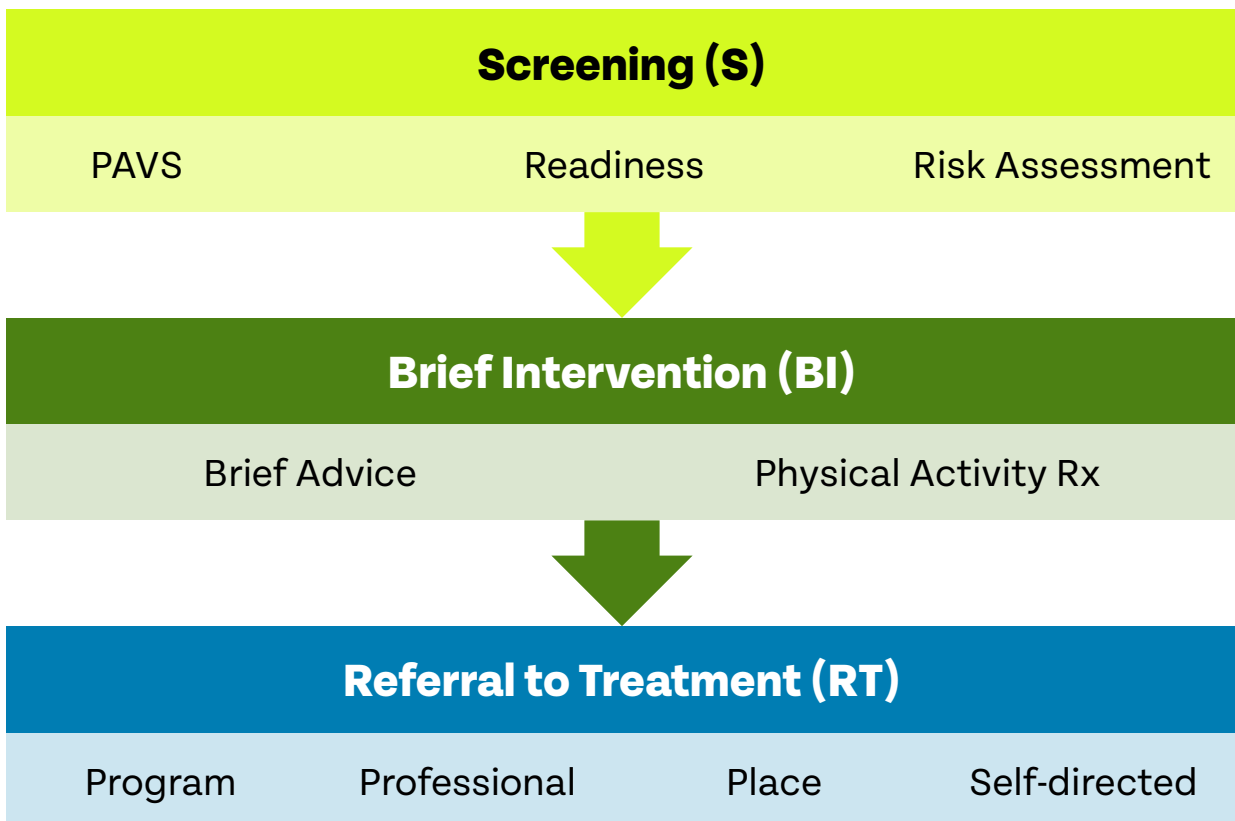 Screening (S)
PAVS Readiness Risk Assessment
Brief Intervention (BI)
Brief Advice Physical Activity Rx
Referral to Treatment (RT)
Program Professional Place Self-directed